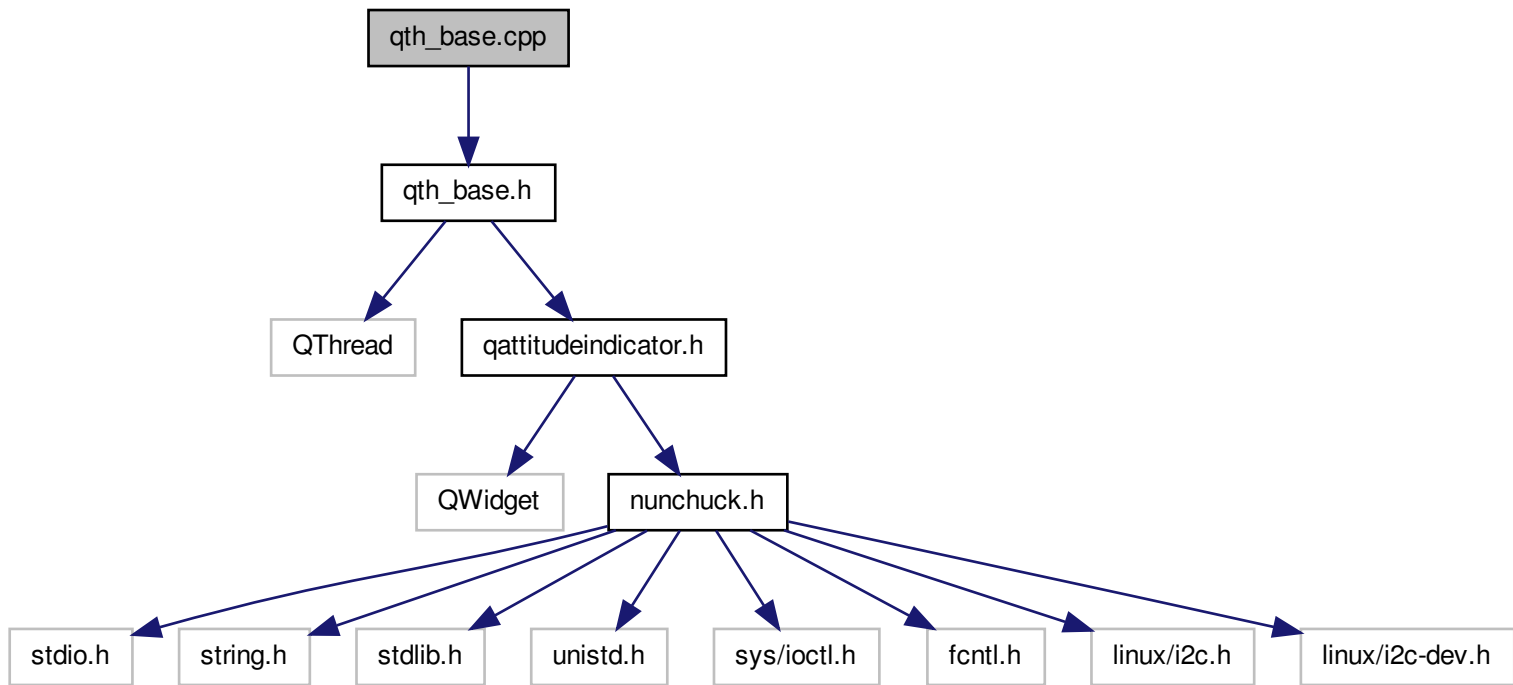 qth_base.cpp
qth_base.h
QThread
qattitudeindicator.h
QWidget
nunchuck.h
stdio.h
string.h
stdlib.h
unistd.h
sys/ioctl.h
fcntl.h
linux/i2c.h
linux/i2c-dev.h